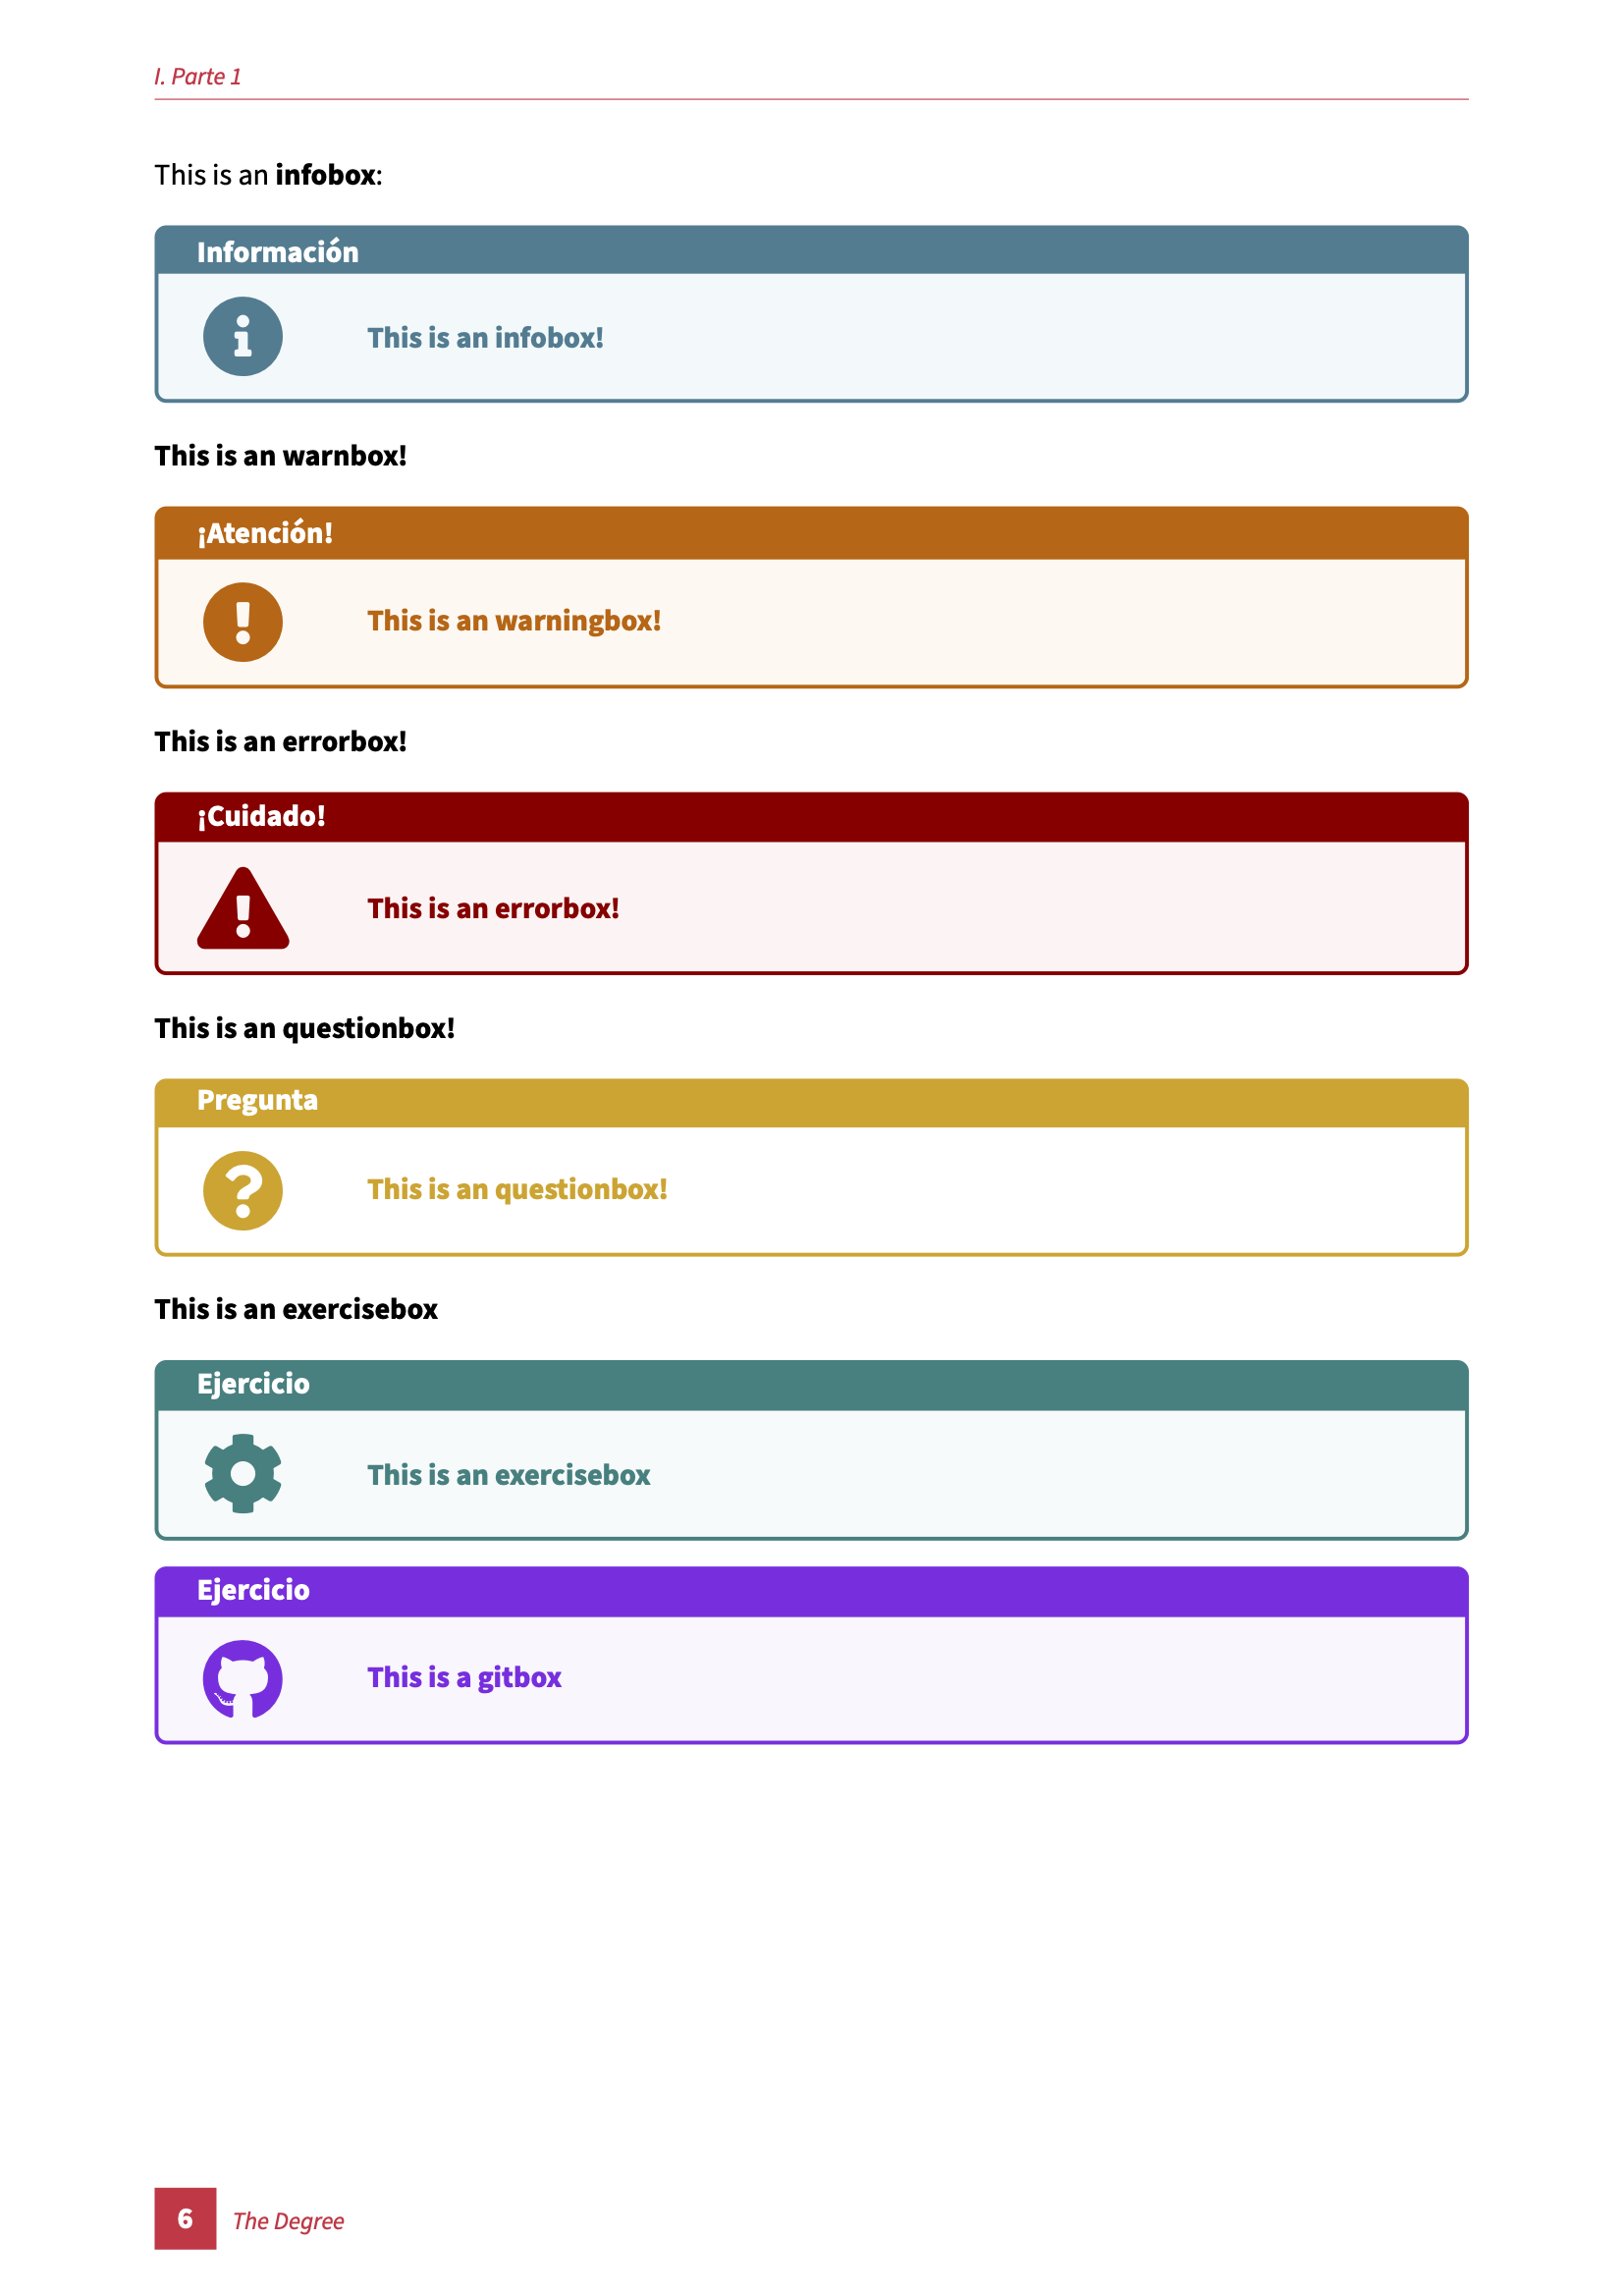 I. Parte 1
This is an infobox:
Información
This is an infobox!
This is an warnbox!
¡Atención!
This is an warningbox!
This is an errorbox!
¡Cuidado!
This is an errorbox!
This is an questionbox!
Pregunta
This is an questionbox!
This is an exercisebox
Ejercicio
This is an exercisebox
Ejercicio
This is a gitbox
6 The Degree